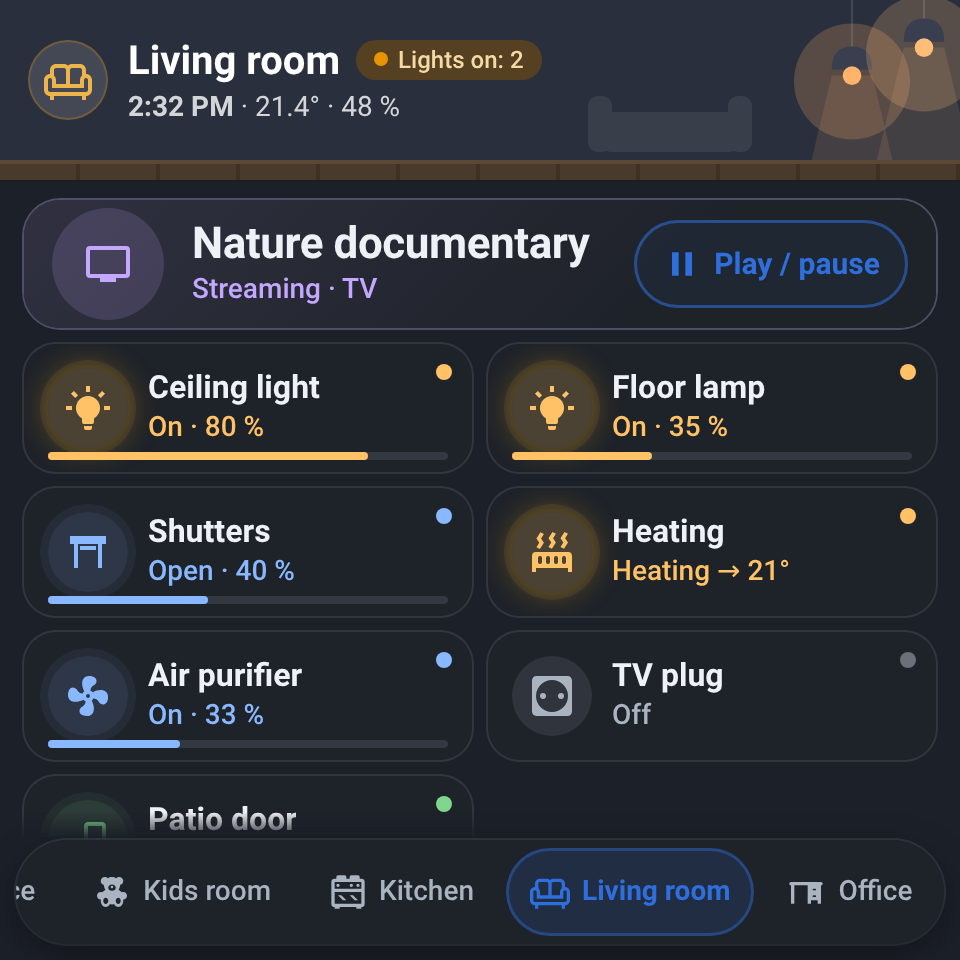 Living room
Lights on: 2
2:32 PM · 21.4° · 48 %
Nature documentary
Streaming · TV
Play / pause
Ceiling light
On · 80 %
Floor lamp
On · 35 %
Shutters
Open · 40 %
Heating
Heating → 21°
Air purifier
On · 33 %
TV plug
Off
Patio door
Kids room
Kitchen
Living room
Office